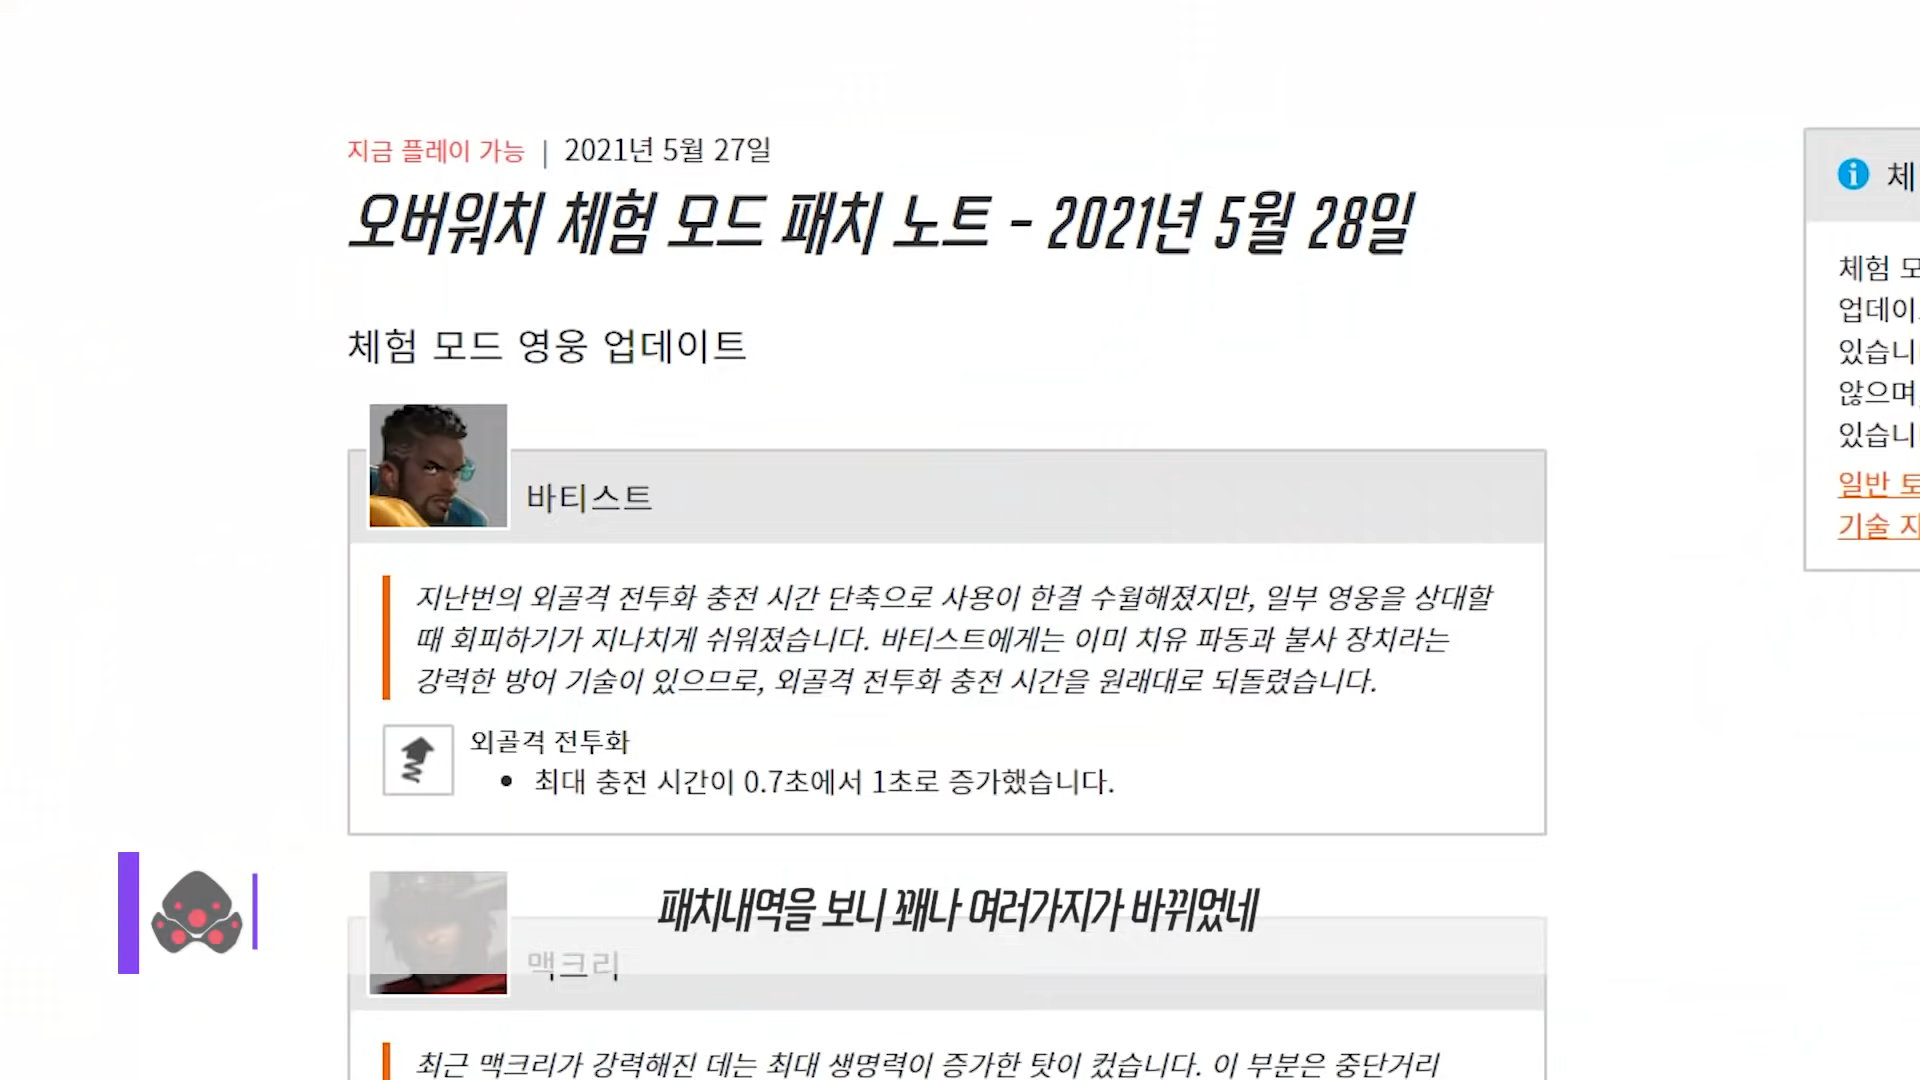 지금 플레이 가능 | 2021년 5월 27일
오버워치 체험 모드 패치 노트 - 2021년 5월 28일
체험 모드 영웅 업데이트
바티스트
지난번의 외골격 전투화 충전 시간 단축으로 사용이 한결 수월해졌지만, 일부 영웅을 상대할
때 회피하기가 지나치게 쉬워졌습니다. 바티스트에게는 이미 치유 파동과 불사 장치라는
강력한 방어 기술이 있으므로, 외골격 전투화 충전 시간을 원래대로 되돌렸습니다.
외골격 전투화
• 최대 충전 시간이 0.7초에서 1초로 증가했습니다.
패치내역을 보니 꽤나 여러가지가 바뀌었네
맥크리
최근 맥크리가 강력해진 데는 최대 생명력이 증가한 탓이 컸습니다. 이 부분은 중단거리
체
체험 모
업데이
있습니
않으며,
있습니
일반 토
기술 지